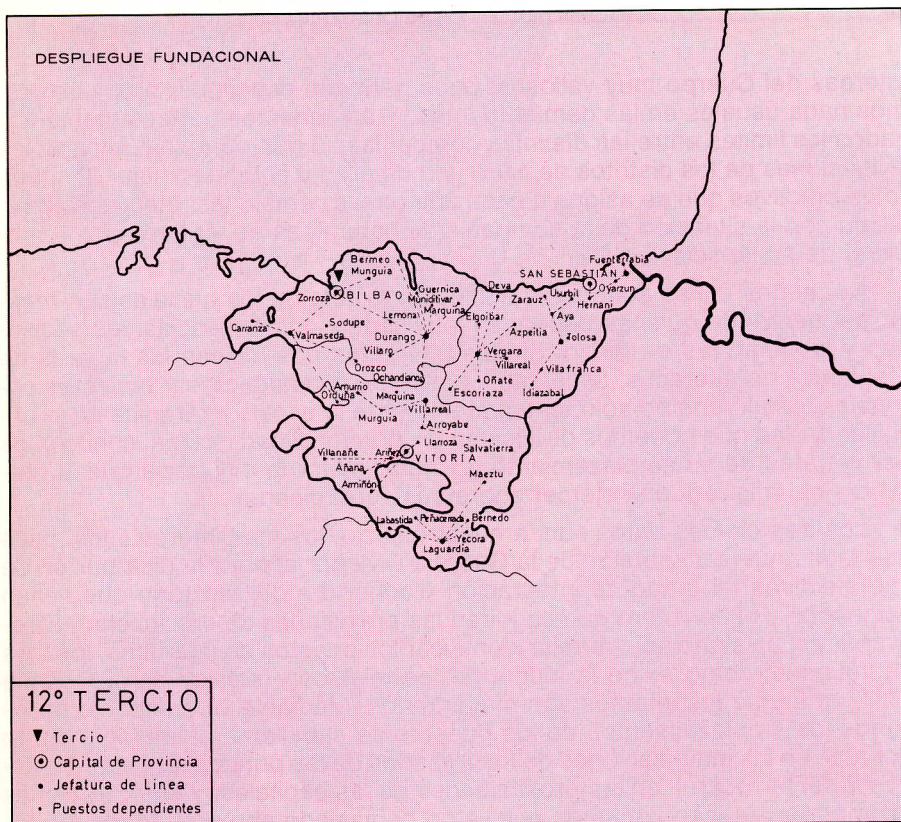 DESPLIEGUE FUNDACIONAL
Bermeo
Munguia
Zorroza
BILBAO
Guernica
Muniditivar
Marquina
Lemona
Durango
Carranza
Sodupe
Valmaseda
Villaro
Orozco
Ochandiano
Deva
Elgoibar
Azpeitia
Vergara
Villareal
Oñate
Escoriaza
SAN SEBASTIAN
Fuenterrabia
Oyarzun
Hernani
Usurbil
Zarauz
Aya
Tolosa
Villafranca
Idiazabal
Amurrio
Orduña
Marquina
Murguia
Villarreal
Arroyabe
Salvatierra
Llarroza
Villanañe
Ariñez
VITORIA
Añana
Armiñón
Maeztu
Labastida
Peñacerrada
Bernedo
Yecora
Laguardia
12º TERCIO
Tercio
Capital de Provincia
Jefatura de Linea
Puestos dependientes